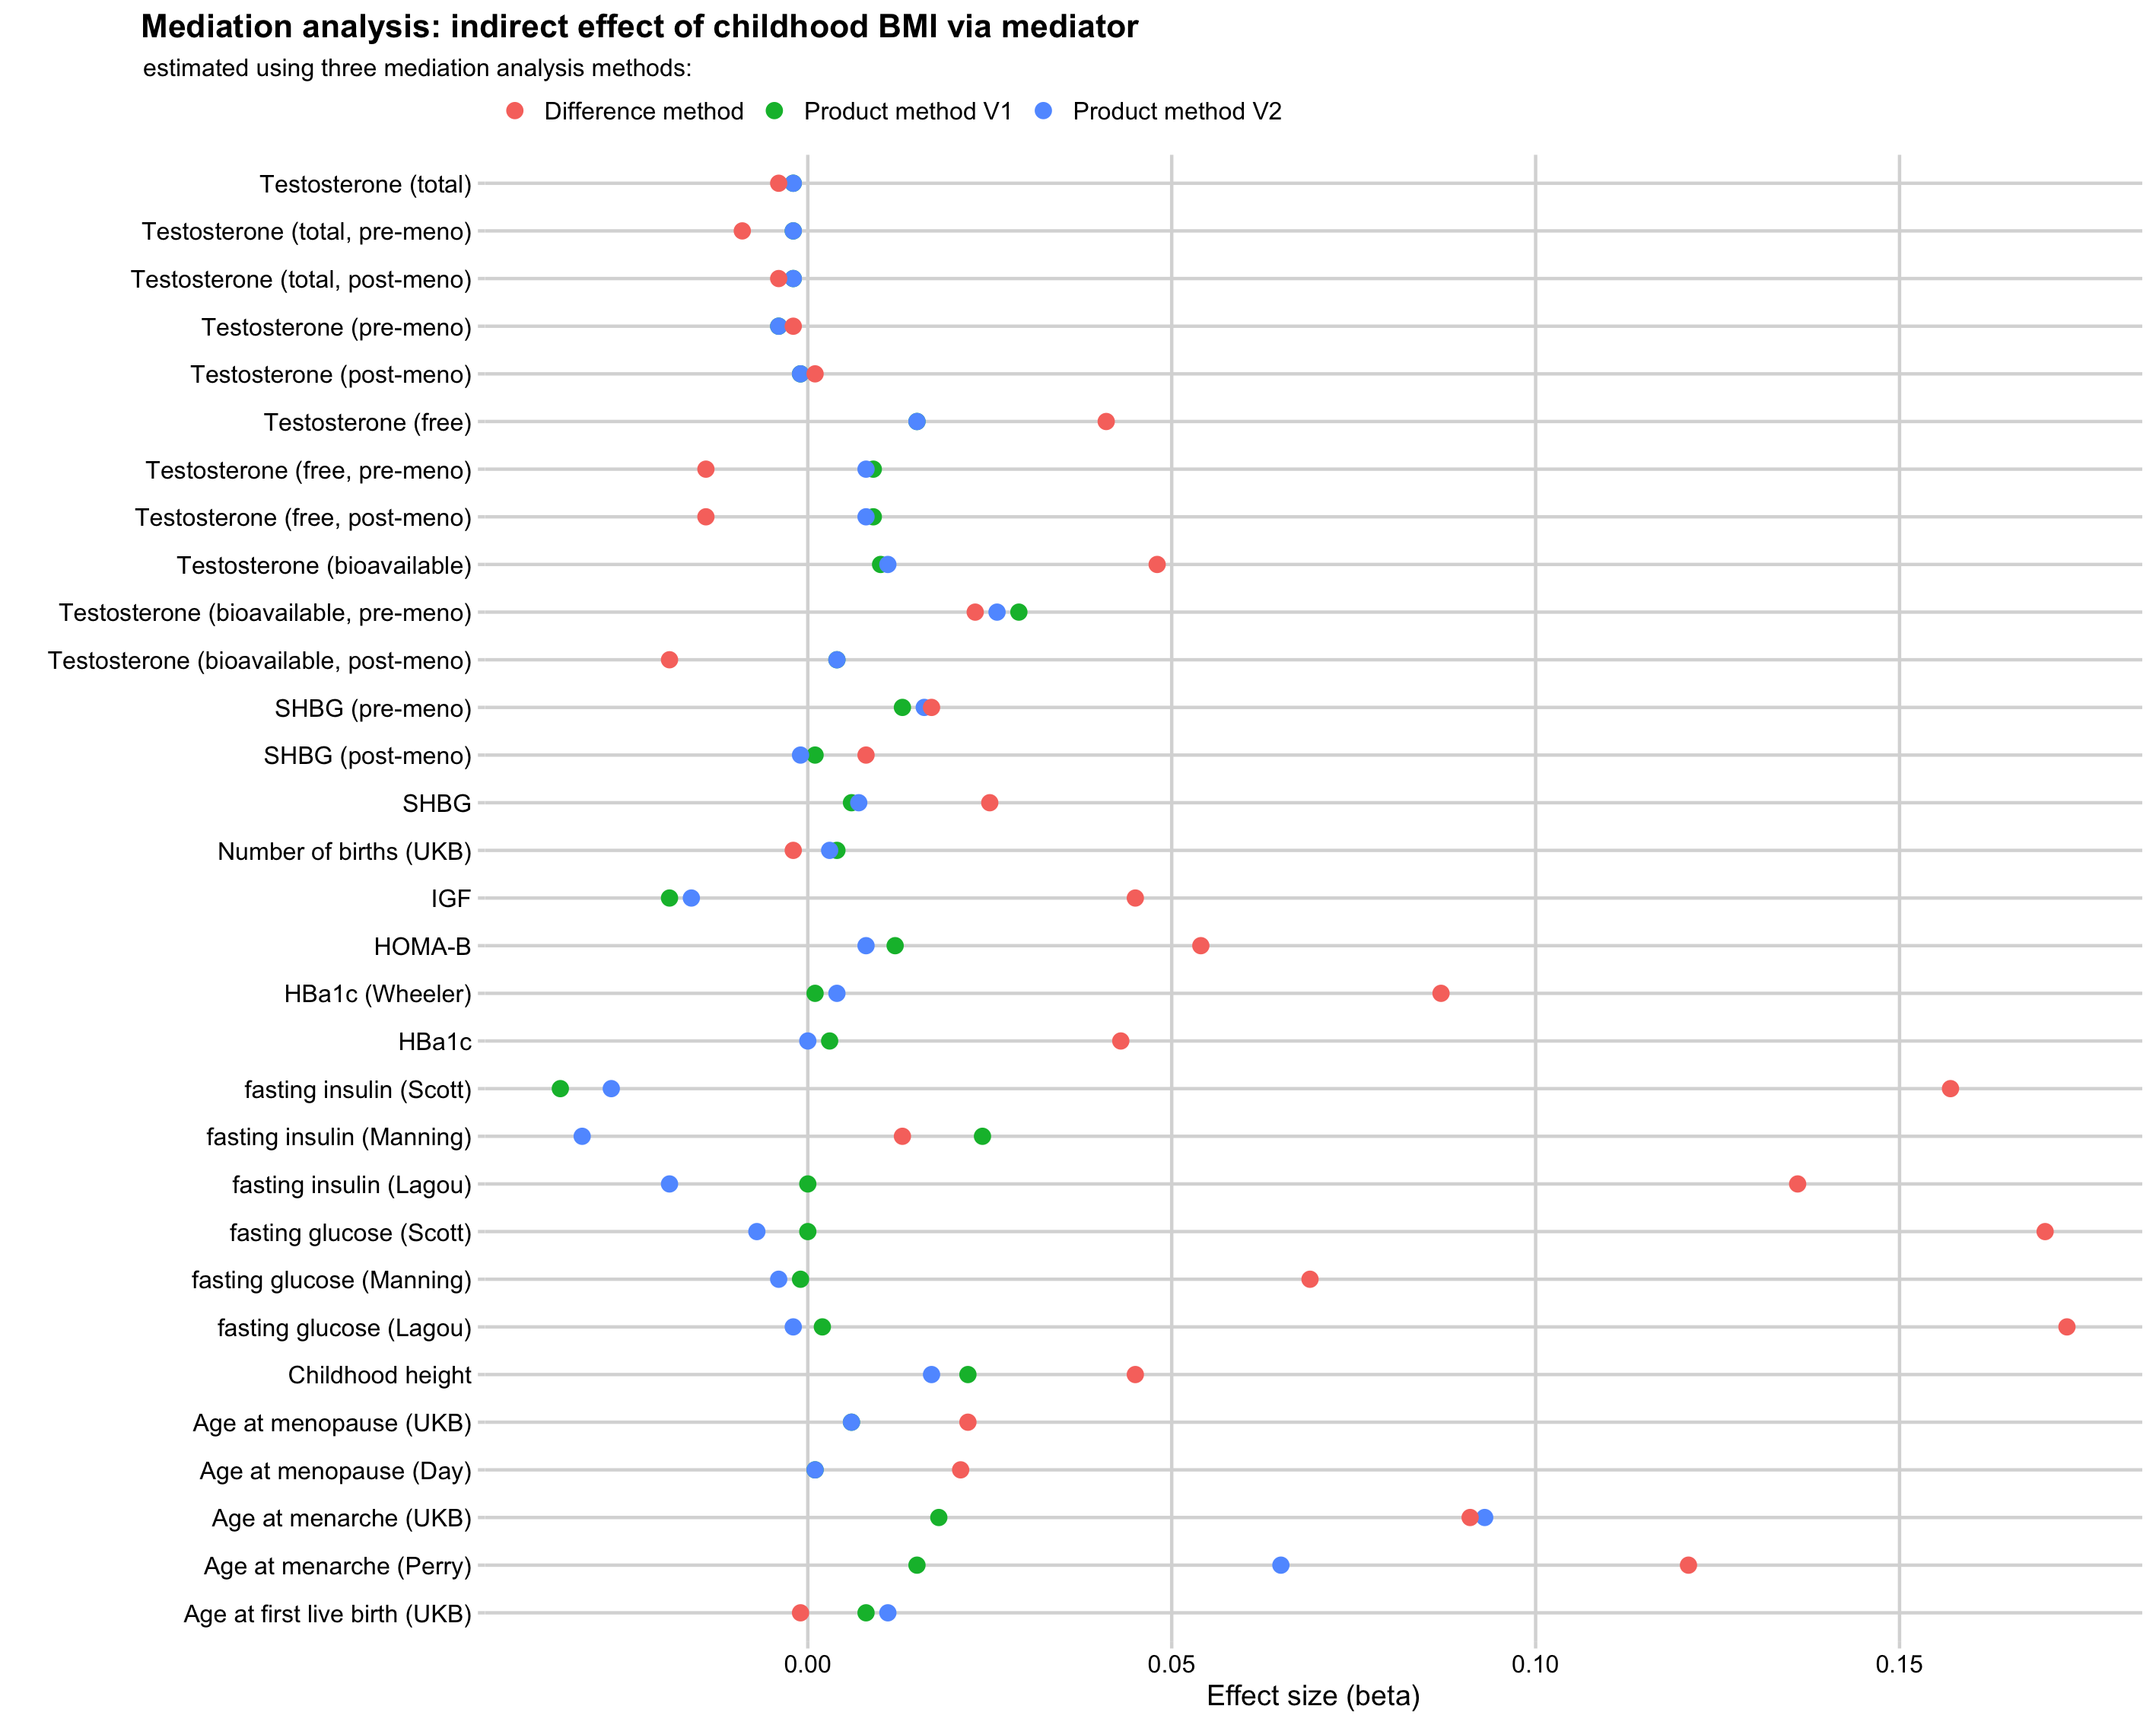 Mediation analysis: indirect effect of childhood BMI via mediator
estimated using three mediation analysis methods:
Difference method Product method V1 Product method V2
Testosterone (total)
Testosterone (total, pre-meno)
Testosterone (total, post-meno)
Testosterone (pre-meno)
Testosterone (post-meno)
Testosterone (free)
Testosterone (free, pre-meno)
Testosterone (free, post-meno)
Testosterone (bioavailable)
Testosterone (bioavailable, pre-meno)
Testosterone (bioavailable, post-meno)
SHBG (pre-meno)
SHBG (post-meno)
SHBG
Number of births (UKB)
IGF
HOMA-B
HBa1c (Wheeler)
HBa1c
fasting insulin (Scott)
fasting insulin (Manning)
fasting insulin (Lagou)
fasting glucose (Scott)
fasting glucose (Manning)
fasting glucose (Lagou)
Childhood height
Age at menopause (UKB)
Age at menopause (Day)
Age at menarche (UKB)
Age at menarche (Perry)
Age at first live birth (UKB)
0.00 0.05 0.10 0.15
Effect size (beta)